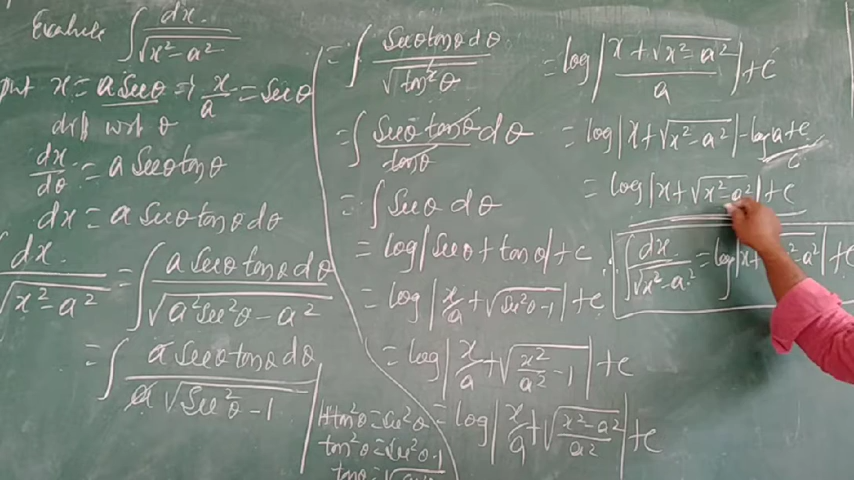 Evaluate ∫ dx/√(x²-a²)
put x = a Secθ ⇒ x/a = Secθ
diff w.r.t θ
dx/dθ = a Secθ tanθ
dx = a Secθ tanθ dθ
dx/√(x²-a²) = ∫ a Secθ tanθ dθ/√(a² Sec²θ - a²)
= ∫ a Secθ tanθ dθ/a√(Sec²θ - 1)
= ∫ Secθ tanθ dθ/√(tan²θ)
= ∫ Secθ tanθ/tanθ dθ
= ∫ Secθ dθ
= log|Secθ + tanθ| + c
= log|x/a + √(Sec²θ-1)| + c
= log|x/a + √(x²/a² - 1)| + c
= log|x/a + √((x²-a²)/a²)| + c
1+tan²θ = Sec²θ
tan²θ = Sec²θ-1
tanθ =
= log|(x+√(x²-a²))/a| + c
= log|x+√(x²-a²)| - log a + c
c
= log|x+√(x²-a²)| + c
∴ ∫ dx/√(x²-a²) = log|x+√(x²-a²)| + c